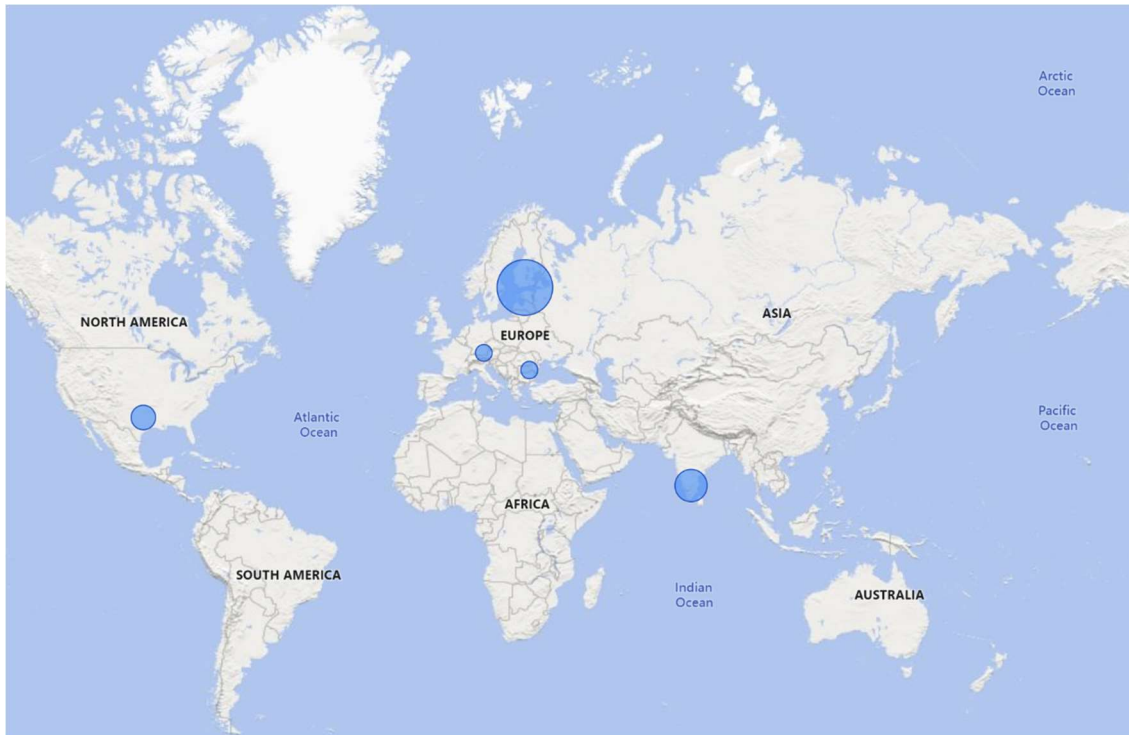 Arctic
Ocean
NORTH AMERICA
ASIA
EUROPE
Atlantic
Ocean
Pacific
Ocean
AFRICA
SOUTH AMERICA
Indian
Ocean
AUSTRALIA